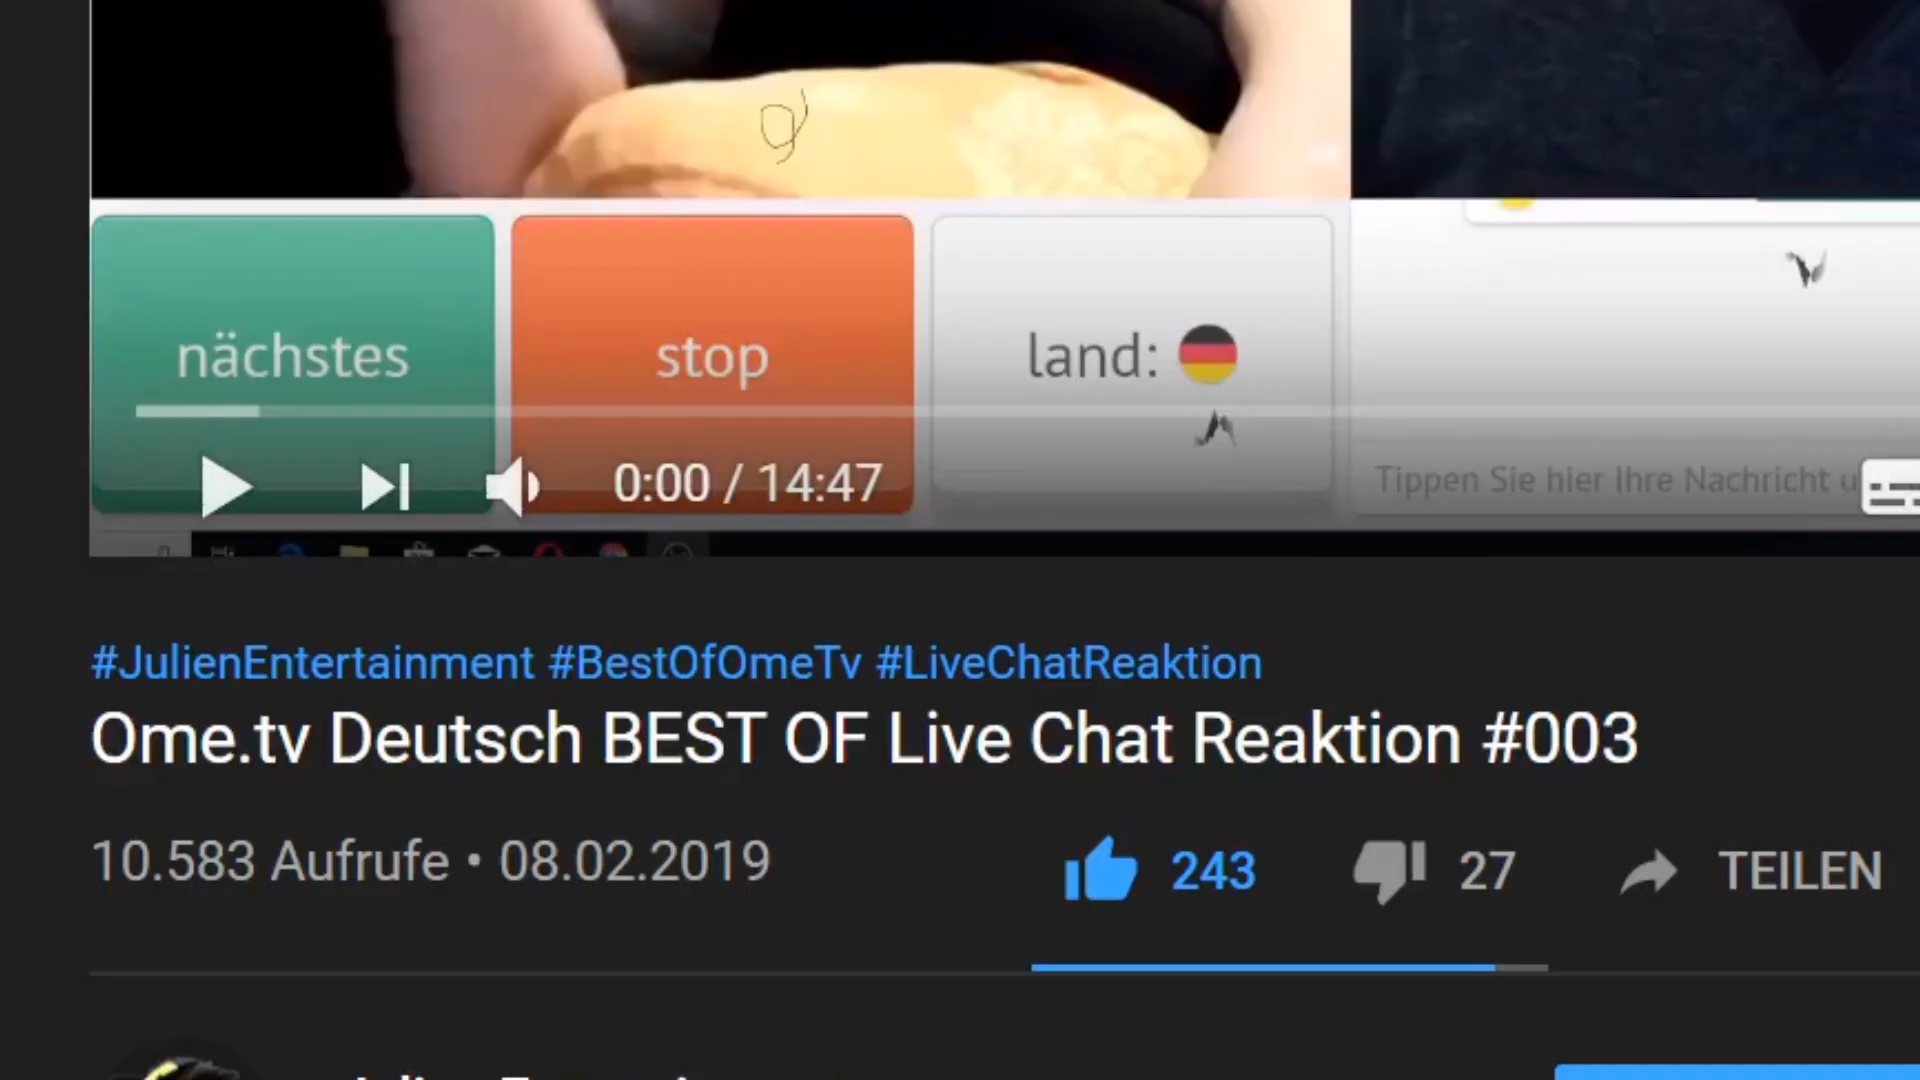 nächstes
stop
land:
0:00 / 14:47
Tippen Sie hier Ihre Nachricht
#JulienEntertainment #BestOfOmeTv #LiveChatReaktion
Ome.tv Deutsch BEST OF Live Chat Reaktion #003
10.583 Aufrufe • 08.02.2019
243
27
TEILEN